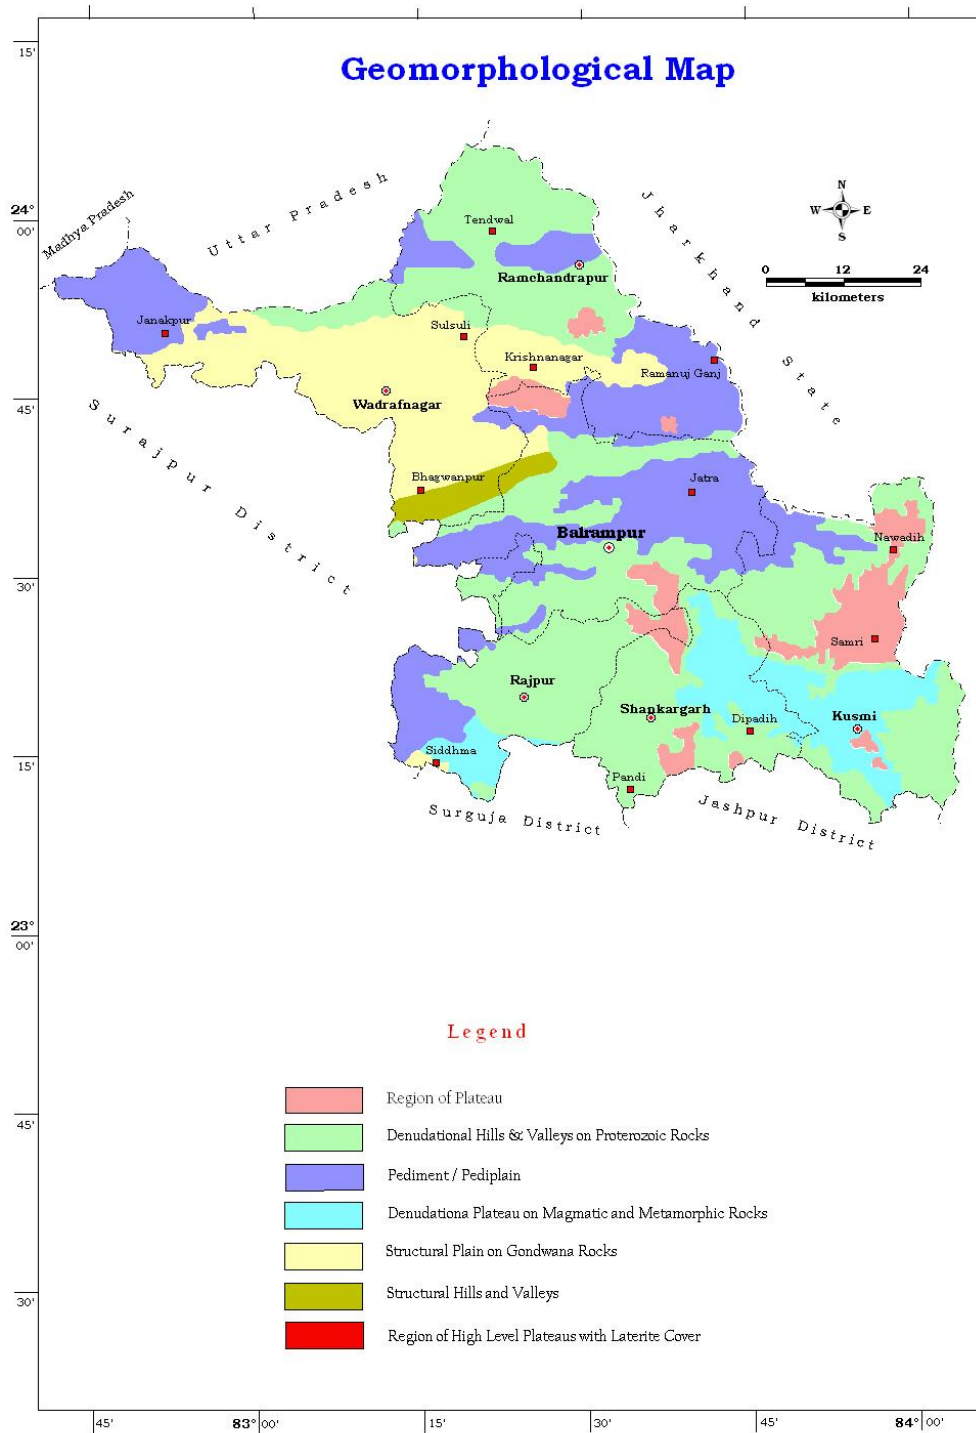 15'
Geomorphological Map
Uttar Pradesh
Madhya Pradesh
Jharkhand State
N
W E
S
24°
00'
Tendwal
Ramchandrapur
0 12 24
kilometers
Janakpur
Sulsuli
Krishnanagar
Ramanuj Ganj
45'
Wadrafnagar
Surajpur District
Bhagwanpur
Jatra
Balrampur
Nawadih
30'
Samri
Rajpur
Shankargarh
Dipadih
Kusmi
15'
Siddhma
Pandi
Surguja District
Jashpur District
23°
00'
Legend
Region of Plateau
45'
Denudational Hills & Valleys on Proterozoic Rocks
Pediment / Pediplain
Denudationa Plateau on Magmatic and Metamorphic Rocks
Structural Plain on Gondwana Rocks
30'
Structural Hills and Valleys
Region of High Level Plateaus with Laterite Cover
45' 83° 00' 15' 30' 45' 84° 00'